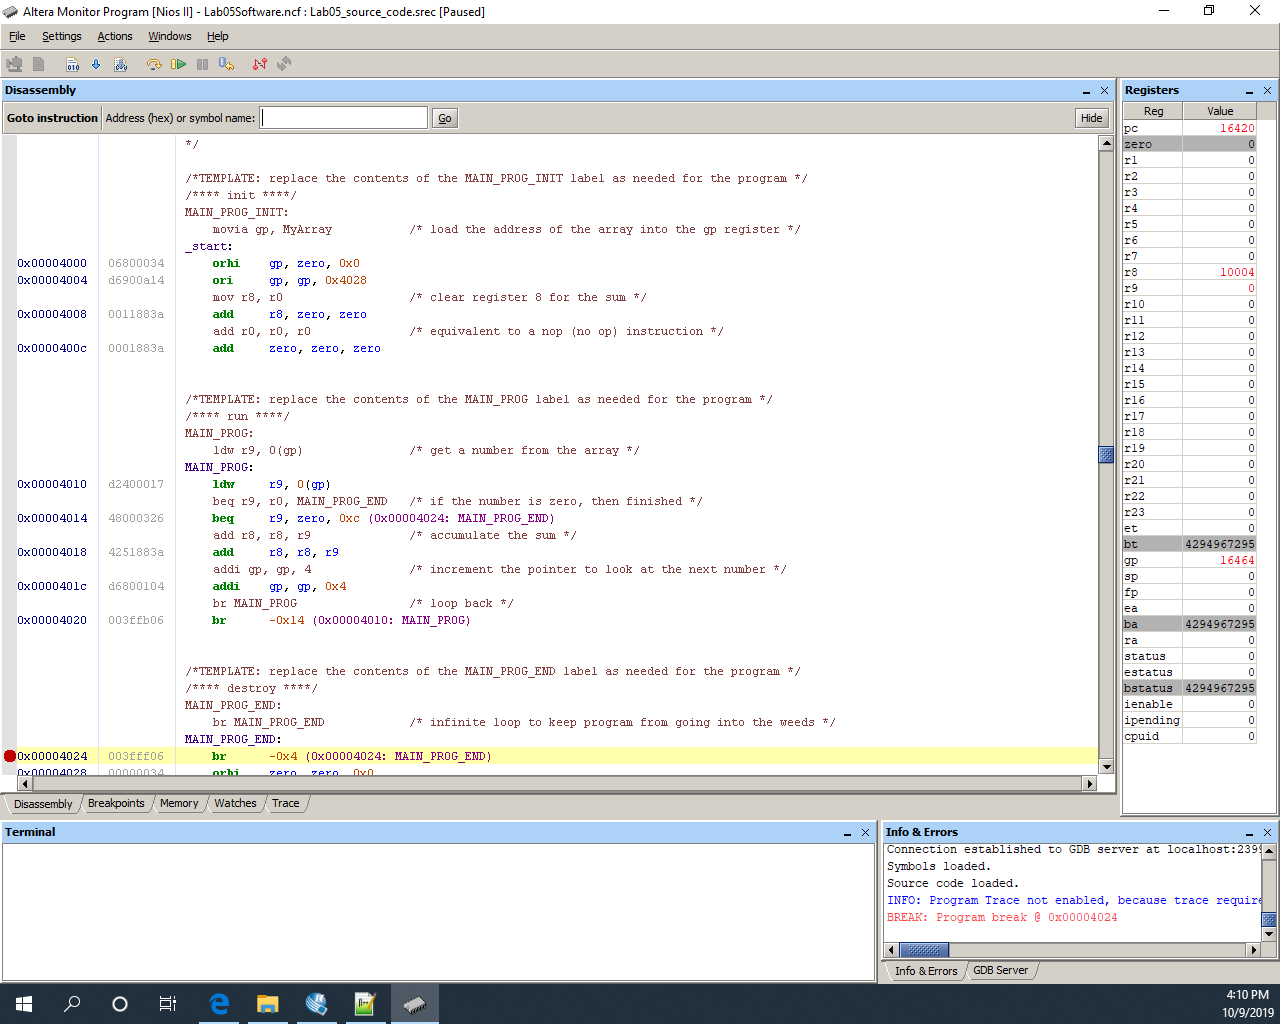 Altera Monitor Program [Nios II] - Lab05Software.ncf : Lab05_source_code.srec [Paused]
File Settings Actions Windows Help
Disassembly
Goto instruction Address (hex) or symbol name: Go Hide
*/
/*TEMPLATE: replace the contents of the MAIN_PROG_INIT label as needed for the program */
/**** init ****/
MAIN_PROG_INIT:
movia gp, MyArray /* load the address of the array into the gp register */
_start:
0x00004000 06800034 orhi gp, zero, 0x0
0x00004004 d6900a14 ori gp, gp, 0x4028
mov r8, r0 /* clear register 8 for the sum */
0x00004008 0011883a add r8, zero, zero
add r0, r0, r0 /* equivalent to a nop (no op) instruction */
0x0000400c 0001883a add zero, zero, zero
/*TEMPLATE: replace the contents of the MAIN_PROG label as needed for the program */
/**** run ****/
MAIN_PROG:
ldw r9, 0(gp) /* get a number from the array */
MAIN_PROG:
0x00004010 d2400017 ldw r9, 0(gp)
beq r9, r0, MAIN_PROG_END /* if the number is zero, then finished */
0x00004014 48000326 beq r9, zero, 0xc (0x00004024: MAIN_PROG_END)
add r8, r8, r9 /* accumulate the sum */
0x00004018 4251883a add r8, r8, r9
addi gp, gp, 4 /* increment the pointer to look at the next number */
0x0000401c d6800104 addi gp, gp, 0x4
br MAIN_PROG /* loop back */
0x00004020 003ffb06 br -0x14 (0x00004010: MAIN_PROG)
/*TEMPLATE: replace the contents of the MAIN_PROG_END label as needed for the program */
/**** destroy ****/
MAIN_PROG_END:
br MAIN_PROG_END /* infinite loop to keep program from going into the weeds */
MAIN_PROG_END:
0x00004024 003fff06 br -0x4 (0x00004024: MAIN_PROG_END)
0x00004028 00000034 orhi zero, zero, 0x0
Disassembly Breakpoints Memory Watches Trace
Registers
Reg Value
pc 16420
zero 0
r1 0
r2 0
r3 0
r4 0
r5 0
r6 0
r7 0
r8 10004
r9 0
r10 0
r11 0
r12 0
r13 0
r14 0
r15 0
r16 0
r17 0
r18 0
r19 0
r20 0
r21 0
r22 0
r23 0
et 0
bt 4294967295
gp 16464
sp 0
fp 0
ea 0
ba 4294967295
ra 0
status 0
estatus 0
bstatus 4294967295
ienable 0
ipending 0
cpuid 0
Terminal
Info & Errors
Connection established to GDB server at localhost:2399
Symbols loaded.
Source code loaded.
INFO: Program Trace not enabled, because trace require
BREAK: Program break @ 0x00004024
Info & Errors GDB Server
4:10 PM
10/9/2019